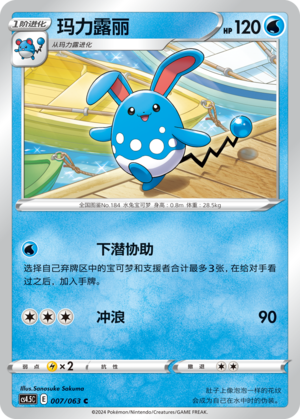 1阶进化
玛力露丽
HP 120
从玛力露进化
全国图鉴No.184 水兔宝可梦 身高：0.8m 体重：28.5kg
下潜协助
选择自己弃牌区中的宝可梦和支援者合计最多3张，在给对手看
过之后，加入手牌。
冲浪 90
弱点 ×2 抵抗力 撤退
Illus. Sanosuke Sakuma
CS4.5C E 007/063 C
肚子上像泡泡一样的花纹，
会成为自己在水中时的伪装。
©2024 Pokémon/Nintendo/Creatures/GAME FREAK.